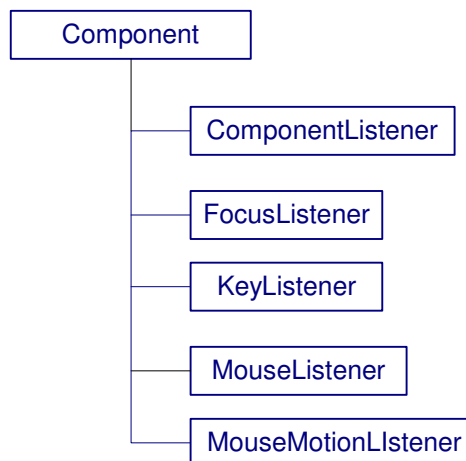 Component
ComponentListener
FocusListener
KeyListener
MouseListener
MouseMotionLIstener